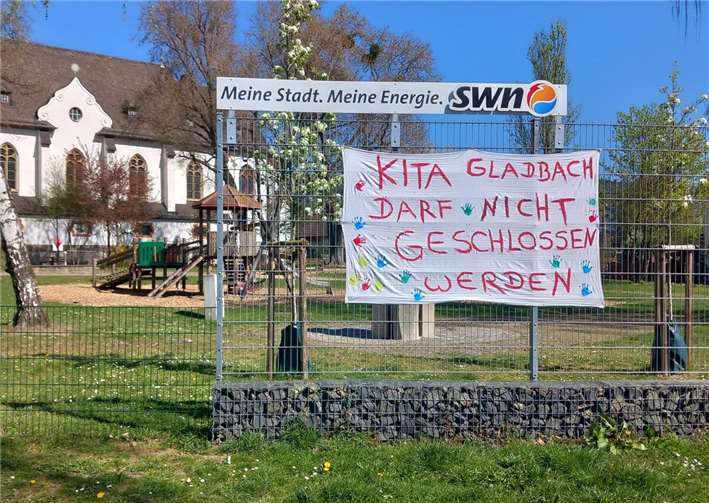 Meine Stadt. Meine Energie. swn
KITA GLADBACH
DARF NICHT
GESCHLOSSEN
WERDEN